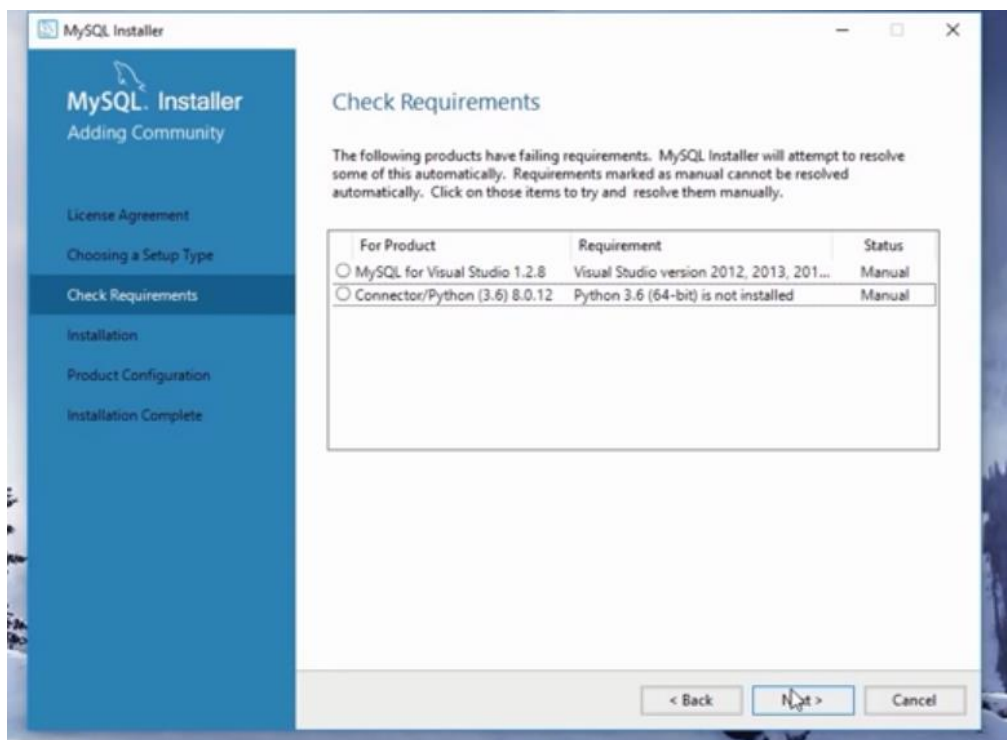 MySQL Installer
MySQL. Installer
Adding Community
License Agreement
Choosing a Setup Type
Check Requirements
Installation
Product Configuration
Installation Complete
Check Requirements
The following products have failing requirements. MySQL Installer will attempt to resolve
some of this automatically. Requirements marked as manual cannot be resolved
automatically. Click on those items to try and resolve them manually.
For Product Requirement Status
MySQL for Visual Studio 1.2.8 Visual Studio version 2012, 2013, 201... Manual
Connector/Python (3.6) 8.0.12 Python 3.6 (64-bit) is not installed Manual
< Back Next > Cancel